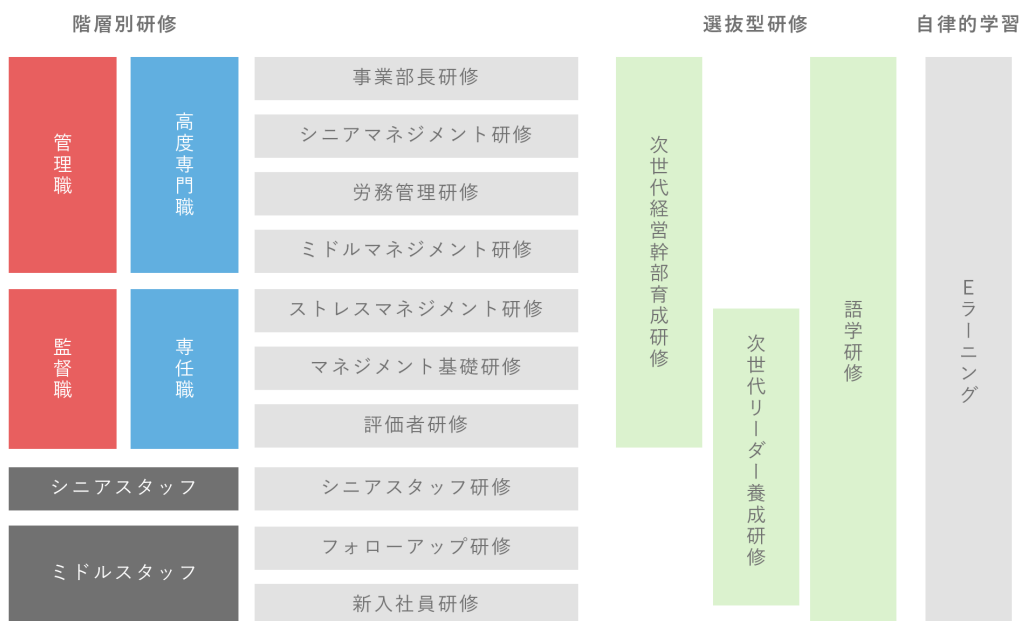 階層別研修
選抜型研修
自律的学習
管理職
高度専門職
事業部長研修
シニアマネジメント研修
労務管理研修
ミドルマネジメント研修
監督職
専任職
ストレスマネジメント研修
マネジメント基礎研修
評価者研修
シニアスタッフ
シニアスタッフ研修
ミドルスタッフ
フォローアップ研修
新入社員研修
次世代経営幹部育成研修
次世代リーダー養成研修
語学研修
Eラーニング